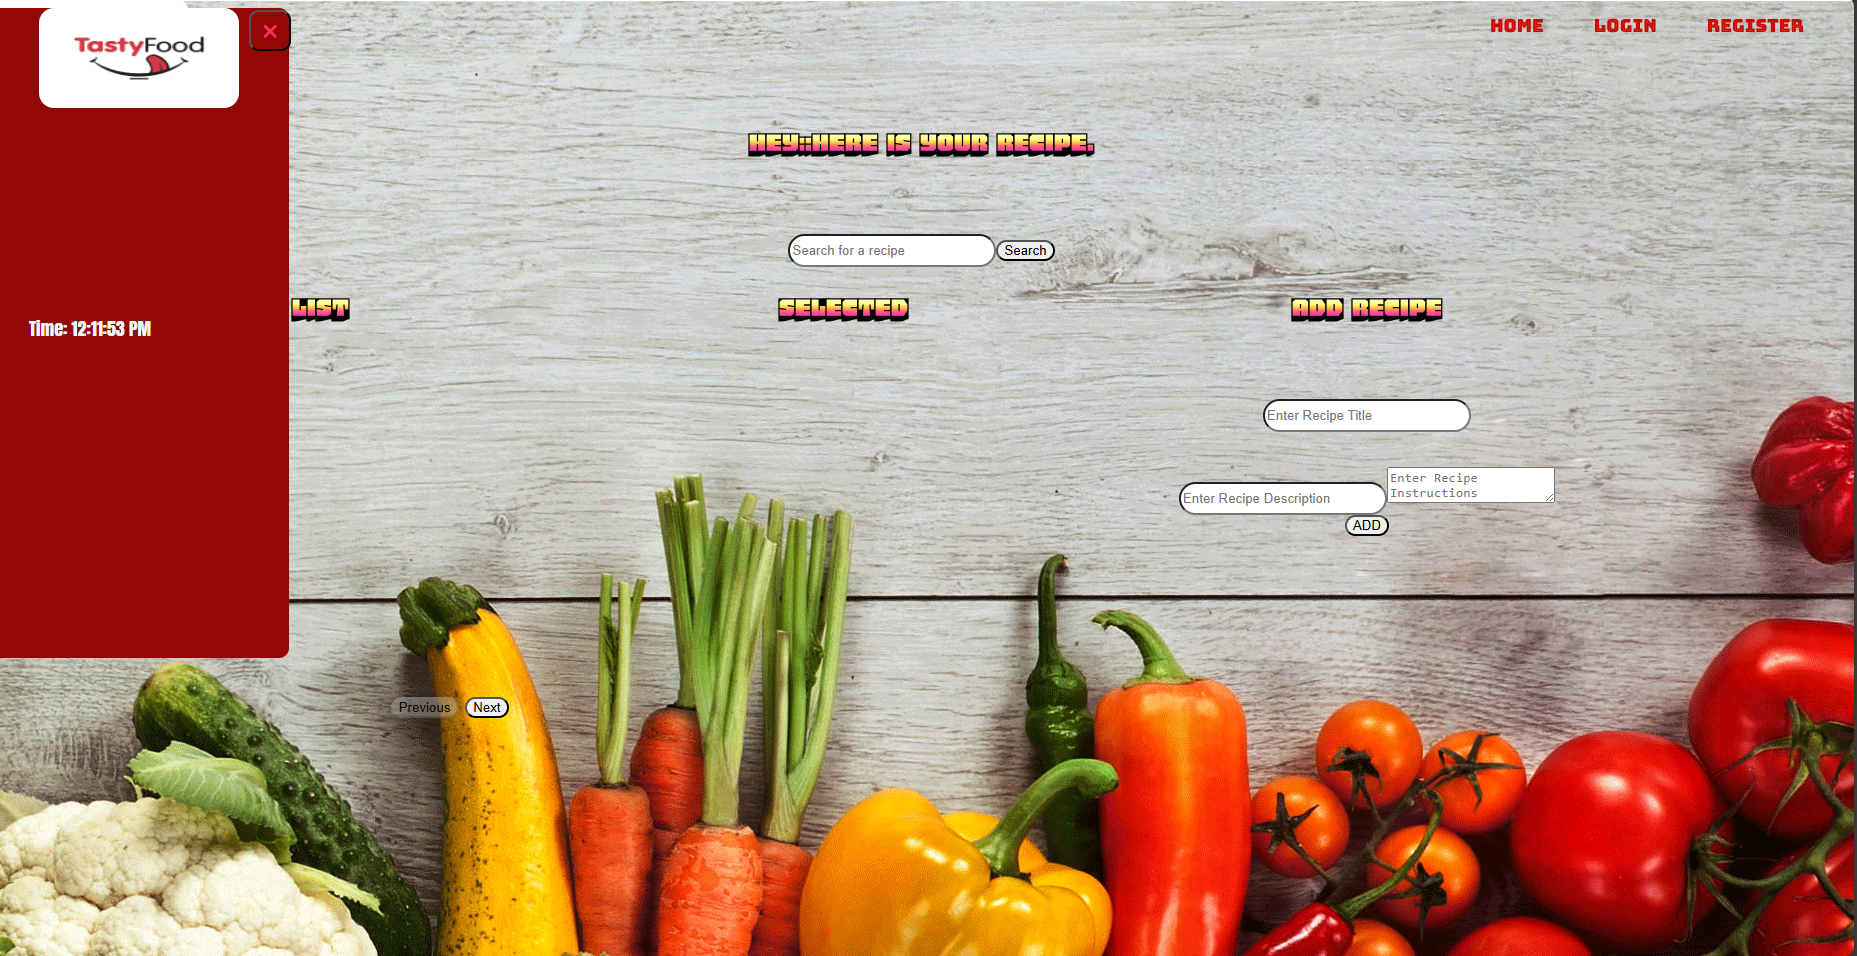 TastyFood
×
HOME LOGIN REGISTER
HEY::HERE IS YOUR RECIPE.
Search for a recipe Search
LIST SELECTED ADD RECIPE
Time: 12:11:53 PM
Enter Recipe Title
Enter Recipe Description
Enter Recipe
Instructions
ADD
Previous Next